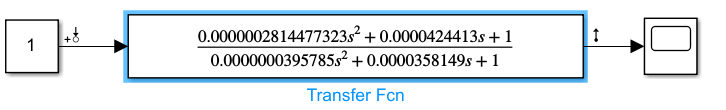 1
0.0000002814477323s² + 0.0000424413s + 1
0.0000000395785s² + 0.0000358149s + 1
Transfer Fcn